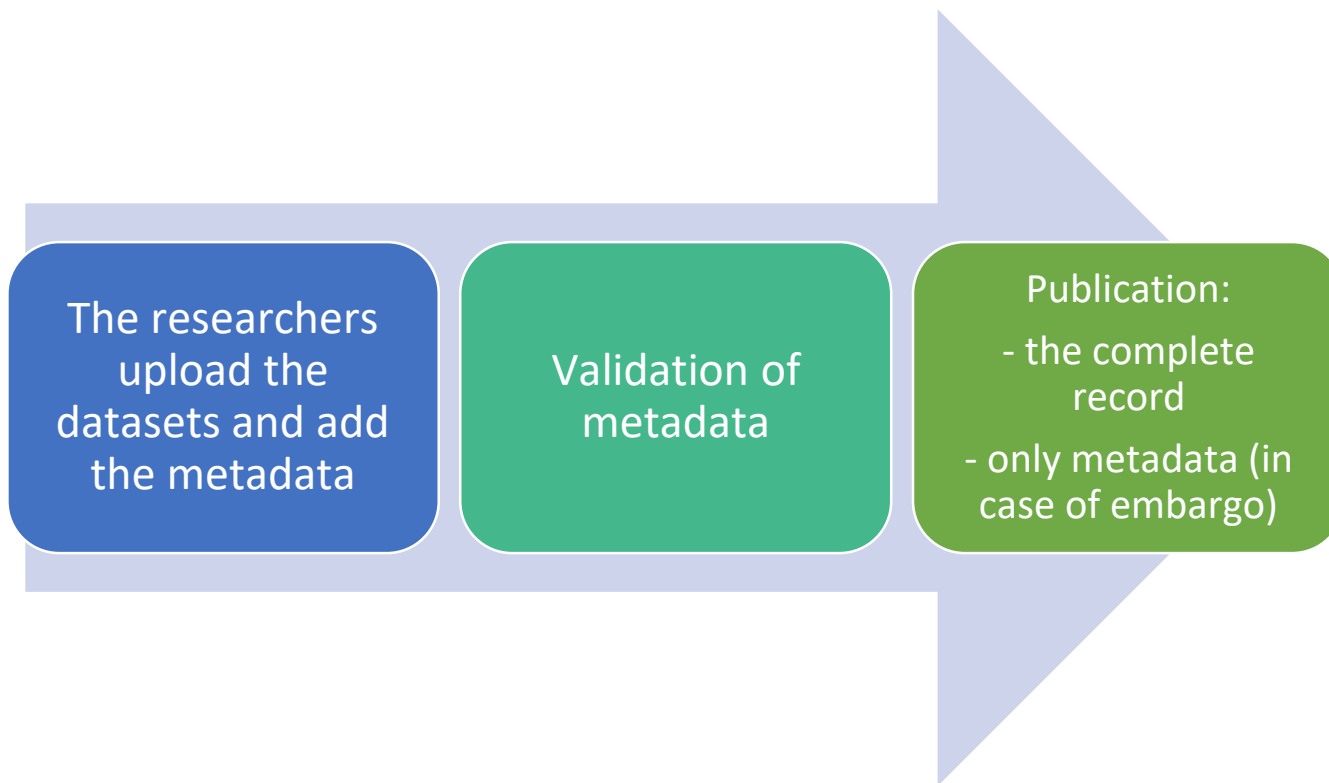 The researchers
upload the
datasets and add
the metadata
Validation of
metadata
Publication:
- the complete
record
- only metadata (in
case of embargo)